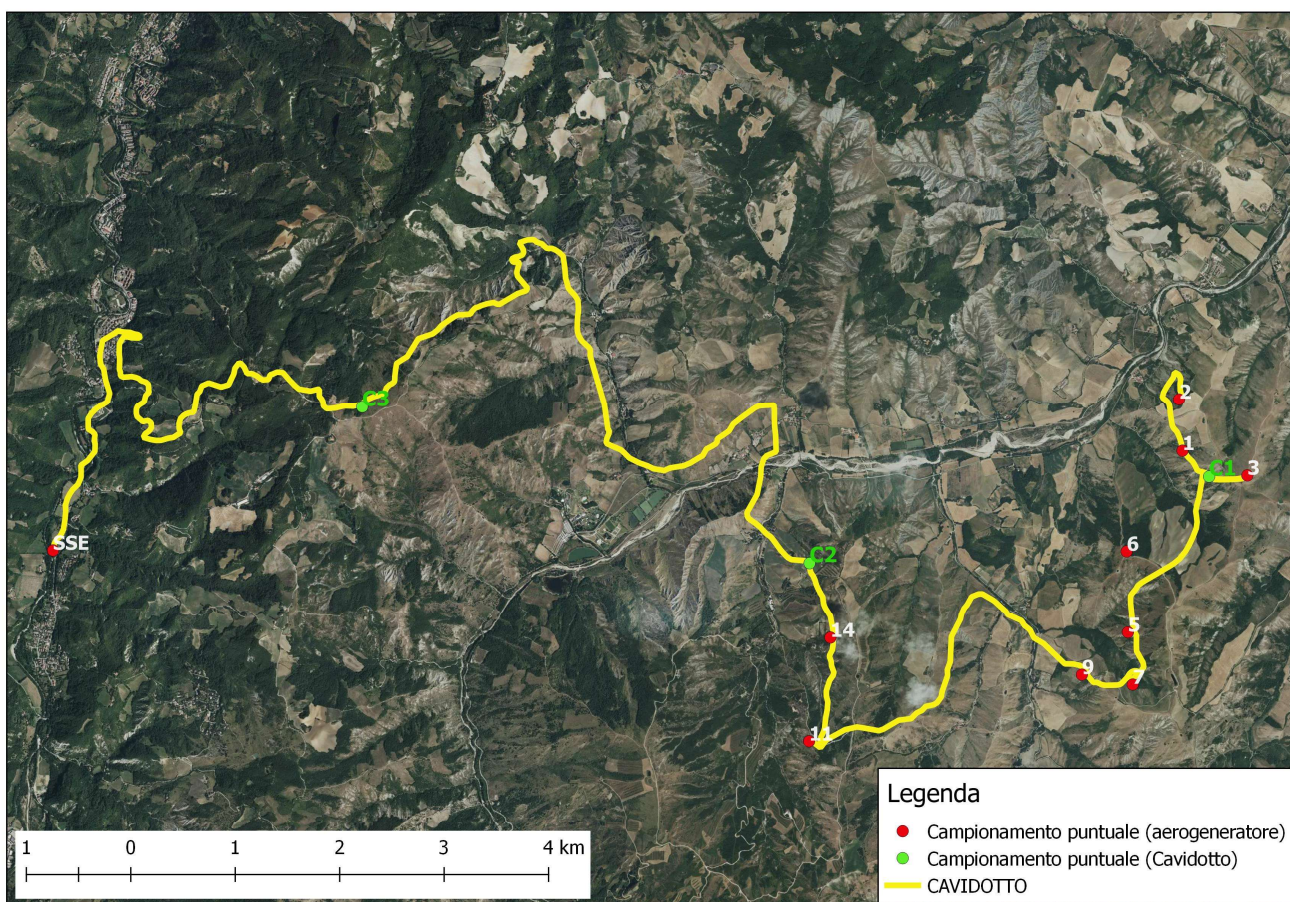 2
1
C1 3
C3
SSE
6
C2
14
5
9
7
11
Legenda
Campionamento puntuale (aerogeneratore)
Campionamento puntuale (Cavidotto)
CAVIDOTTO
1 0 1 2 3 4 km